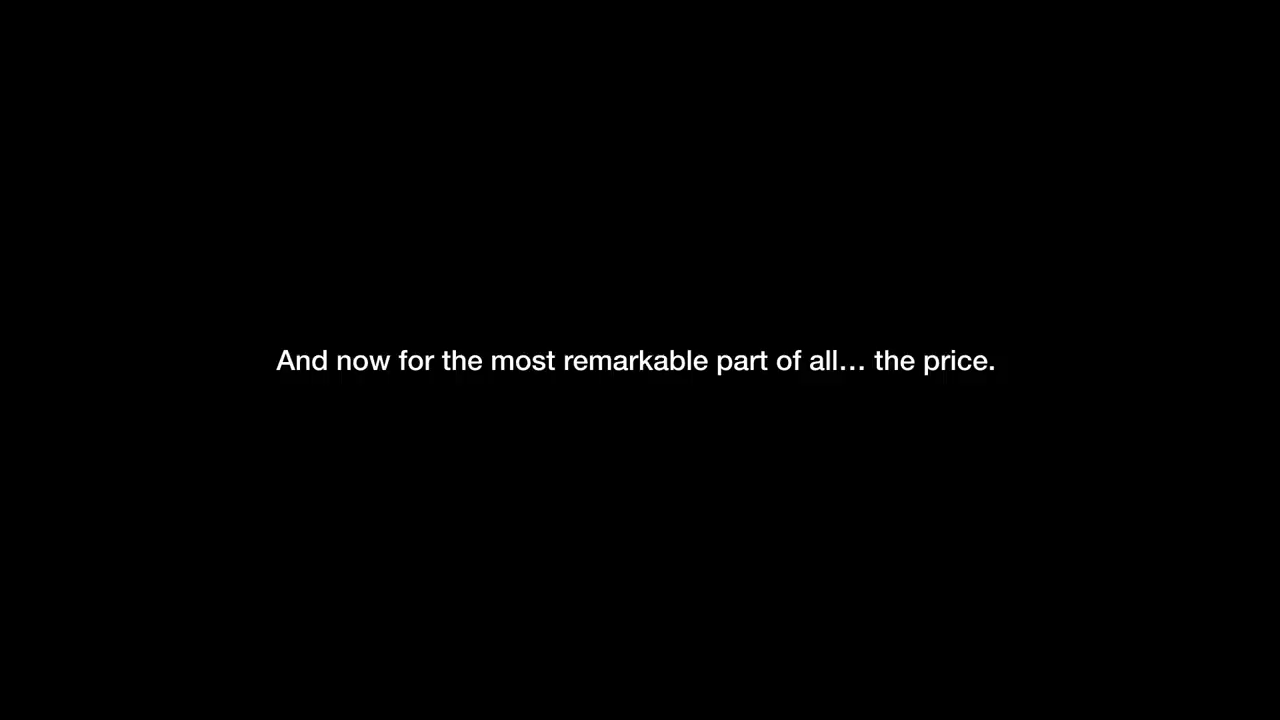 And now for the most remarkable part of all… the price.